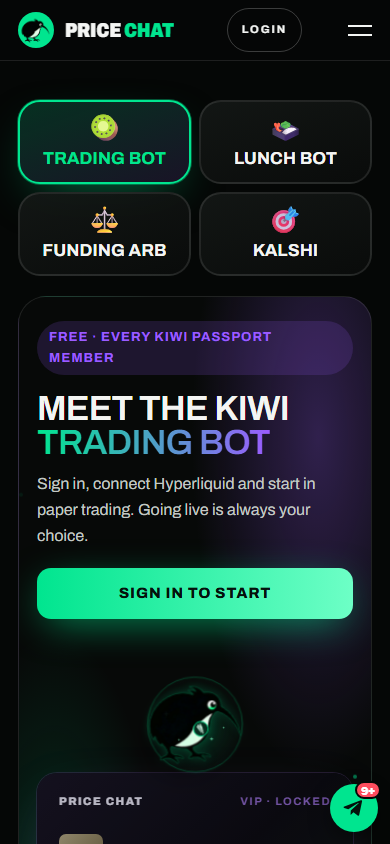 PRICE CHAT
LOGIN
TRADING BOT
LUNCH BOT
FUNDING ARB
KALSHI
FREE · EVERY KIWI PASSPORT
MEMBER
MEET THE KIWI
TRADING BOT
Sign in, connect Hyperliquid and start in
paper trading. Going live is always your
choice.
SIGN IN TO START
PRICE CHAT
VIP · LOCKED
9+